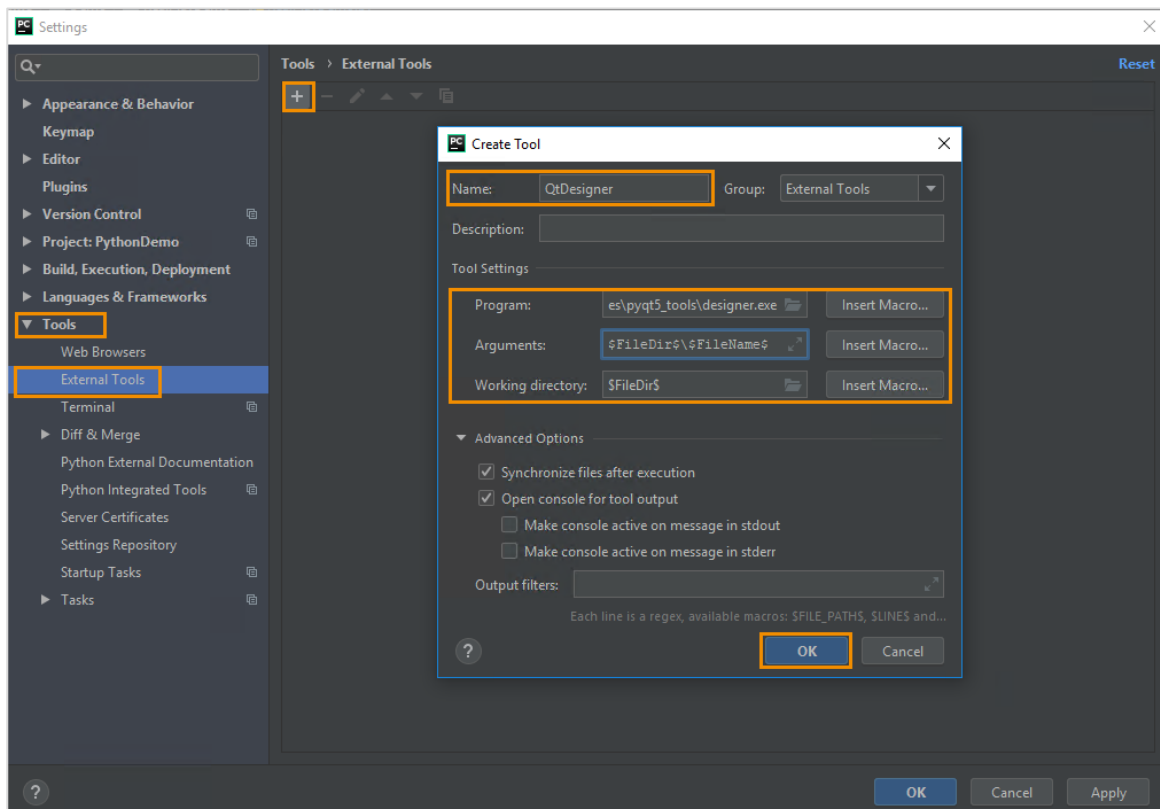 Settings
Tools › External Tools
Reset
Appearance & Behavior
Keymap
Editor
Plugins
Version Control
Project: PythonDemo
Build, Execution, Deployment
Languages & Frameworks
Tools
Web Browsers
External Tools
Terminal
Diff & Merge
Python External Documentation
Python Integrated Tools
Server Certificates
Settings Repository
Startup Tasks
Tasks
Create Tool
Name: QtDesigner Group: External Tools
Description:
Tool Settings
Program: es\pyqt5_tools\designer.exe Insert Macro...
Arguments: $FileDir$\$FileName$ Insert Macro...
Working directory: $FileDir$ Insert Macro...
Advanced Options
Synchronize files after execution
Open console for tool output
Make console active on message in stdout
Make console active on message in stderr
Output filters:
Each line is a regex, available macros: $FILE_PATH$, $LINE$ and...
? OK Cancel
? OK Cancel Apply